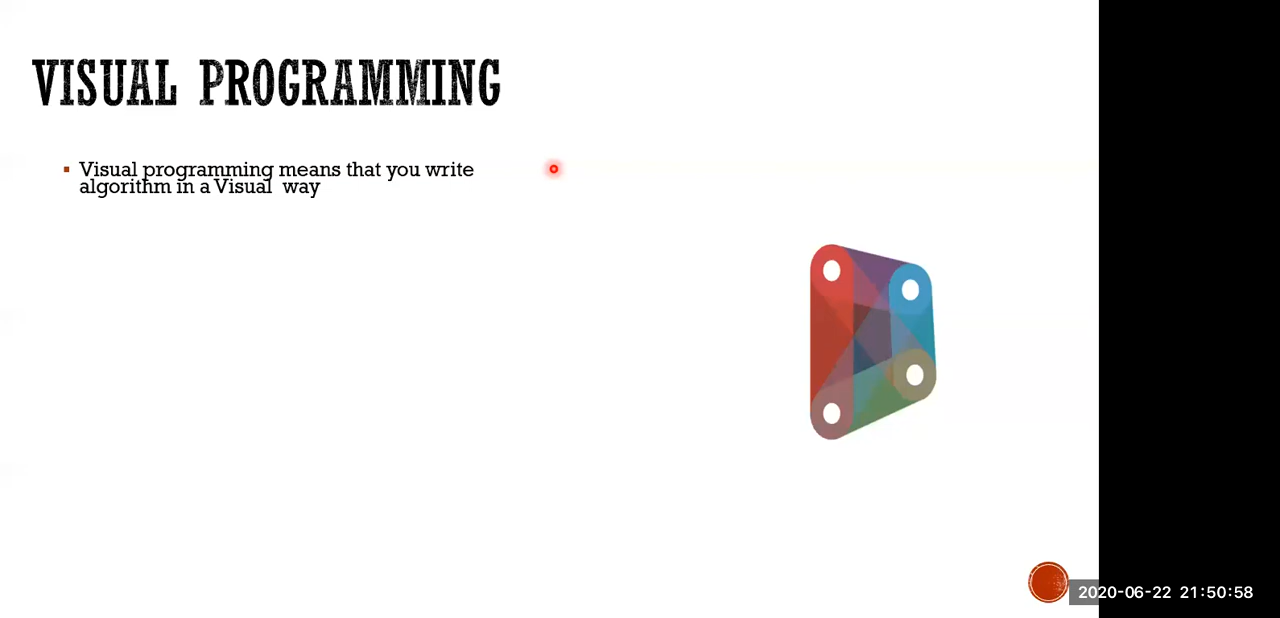 VISUAL PROGRAMMING
Visual programming means that you write
algorithm in a Visual way
2020-06-22 21:50:58